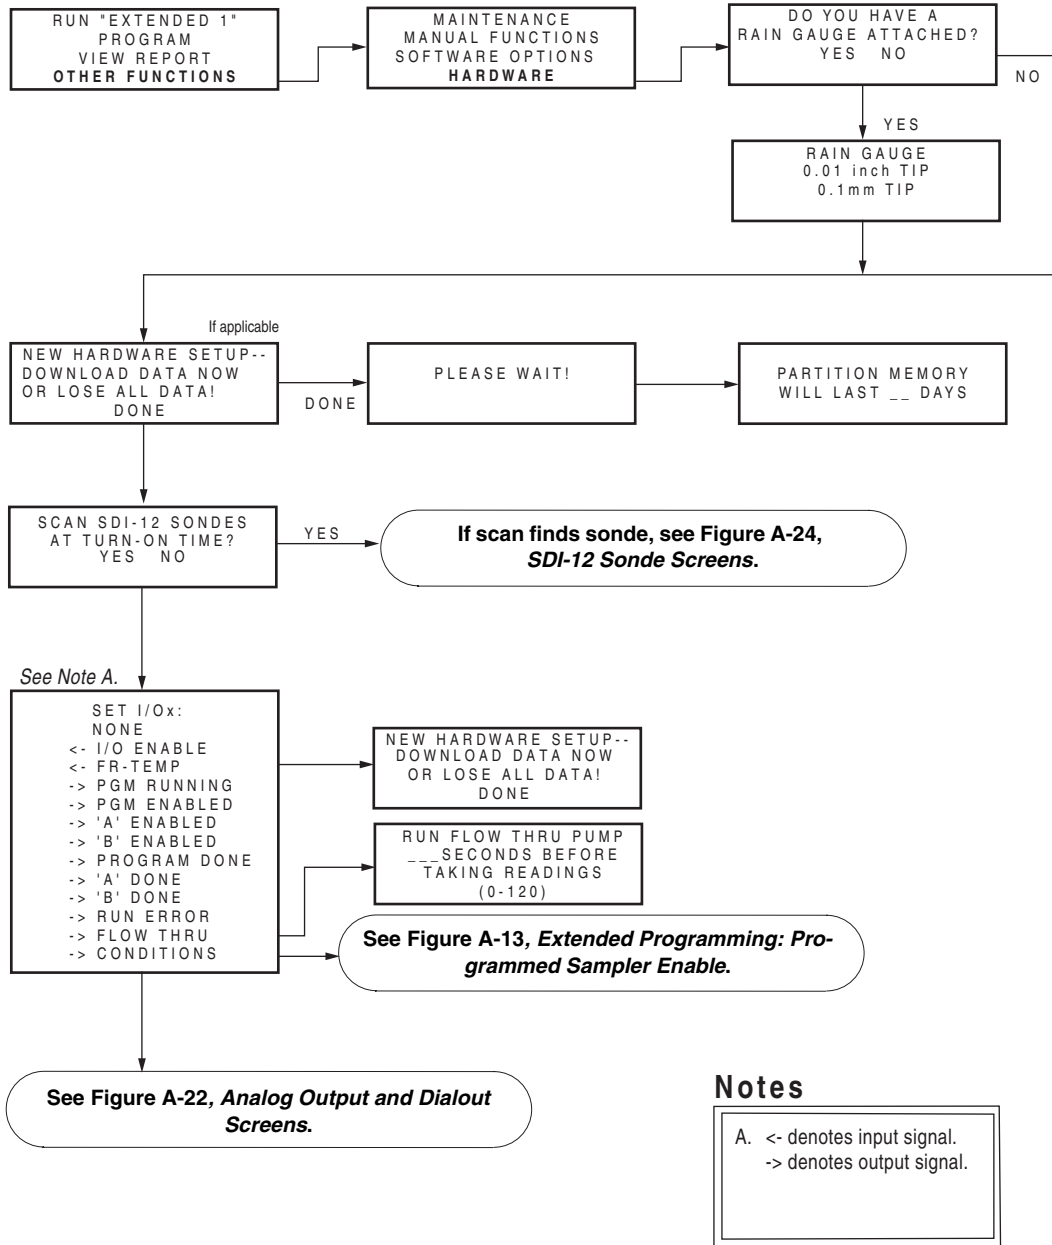 RUN "EXTENDED 1"
PROGRAM
VIEW REPORT
OTHER FUNCTIONS
MAINTENANCE
MANUAL FUNCTIONS
SOFTWARE OPTIONS
HARDWARE
DO YOU HAVE A
RAIN GAUGE ATTACHED?
YES NO
NO
YES
RAIN GAUGE
0.01 inch TIP
0.1mm TIP
If applicable
NEW HARDWARE SETUP--
DOWNLOAD DATA NOW
OR LOSE ALL DATA!
DONE
DONE
PLEASE WAIT!
PARTITION MEMORY
WILL LAST __ DAYS
SCAN SDI-12 SONDES
AT TURN-ON TIME?
YES NO
YES
If scan finds sonde, see Figure A-24,
SDI-12 Sonde Screens.
See Note A.
SET I/Ox:
NONE
<- I/O ENABLE
<- FR-TEMP
-> PGM RUNNING
-> PGM ENABLED
-> 'A' ENABLED
-> 'B' ENABLED
-> PROGRAM DONE
-> 'A' DONE
-> 'B' DONE
-> RUN ERROR
-> FLOW THRU
-> CONDITIONS
NEW HARDWARE SETUP--
DOWNLOAD DATA NOW
OR LOSE ALL DATA!
DONE
RUN FLOW THRU PUMP
___SECONDS BEFORE
TAKING READINGS
(0-120)
See Figure A-13, Extended Programming: Pro-
grammed Sampler Enable.
See Figure A-22, Analog Output and Dialout
Screens.
Notes
A. <- denotes input signal.
-> denotes output signal.